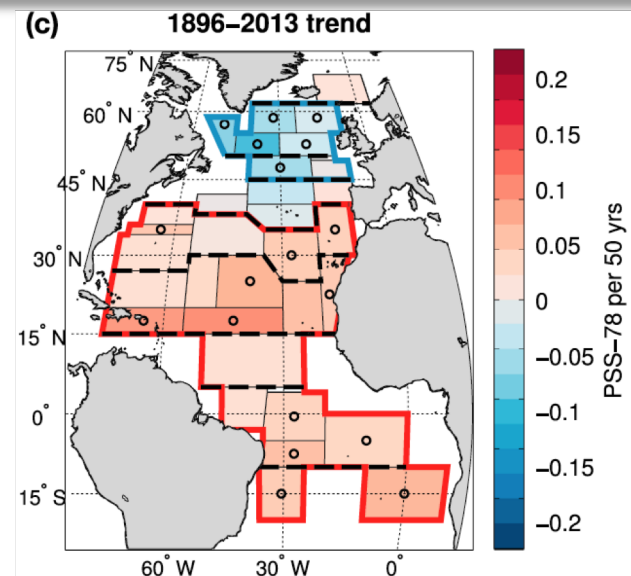 (c) 1896–2013 trend
75° N
60° N
45° N
30° N
15° N
0°
15° S
60° W
30° W
0°
0.2
0.15
0.1
0.05
0
−0.05
−0.1
−0.15
−0.2
PSS–78 per 50 yrs